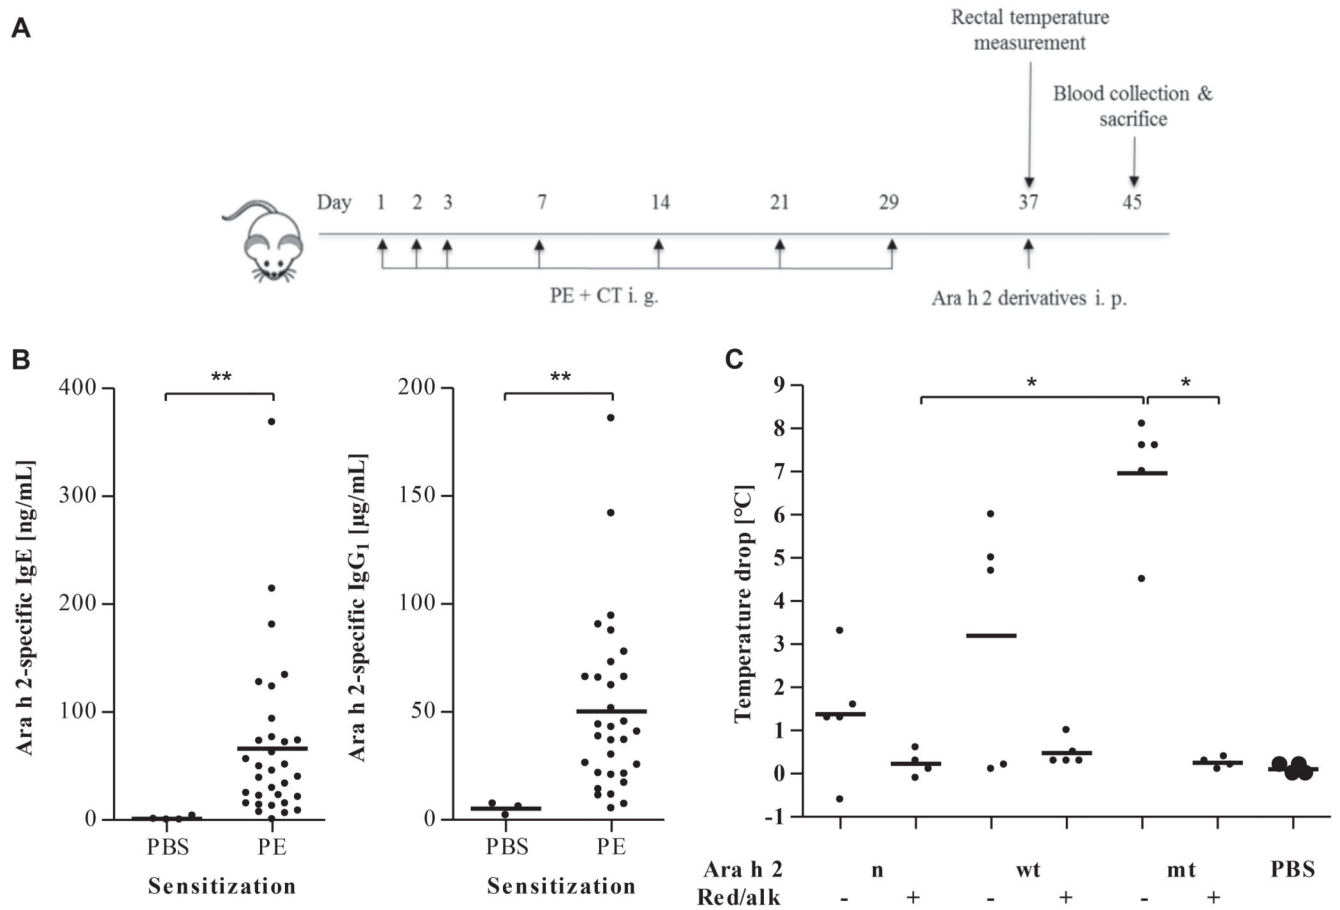 A
Rectal temperature
measurement
Blood collection &
sacrifice
Day 1 2 3 7 14 21 29 37 45
PE + CT i. g.
Ara h 2 derivatives i. p.
B
**
400
300
200
100
0
Ara h 2-specific IgE [ng/mL]
PBS PE
Sensitization
**
200
150
100
50
0
Ara h 2-specific IgG1 [µg/mL]
PBS PE
Sensitization
C
* *
9
8
7
6
5
4
3
2
1
0
-1
Temperature drop [°C]
Ara h 2 n wt mt PBS
Red/alk - + - + - +